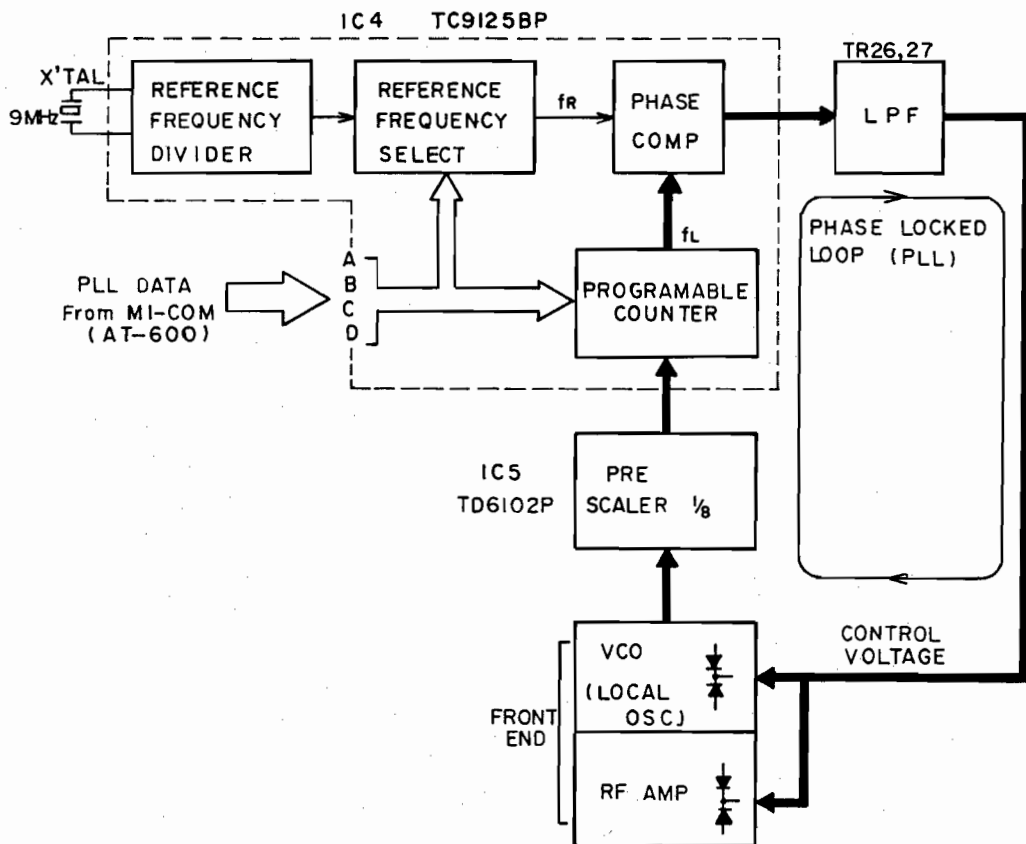 IC4 TC9125BP
X'TAL
9MHz
REFERENCE
FREQUENCY
DIVIDER
REFERENCE
FREQUENCY
SELECT
fR
PHASE
COMP
TR26,27
LPF
PHASE LOCKED
LOOP (PLL)
PLL DATA
From MI-COM
(AT-600)
A
B
C
D
fL
PROGRAMABLE
COUNTER
IC5
TD6102P
PRE
SCALER 1/8
CONTROL
VOLTAGE
FRONT
END
VCO
(LOCAL
OSC)
RF AMP